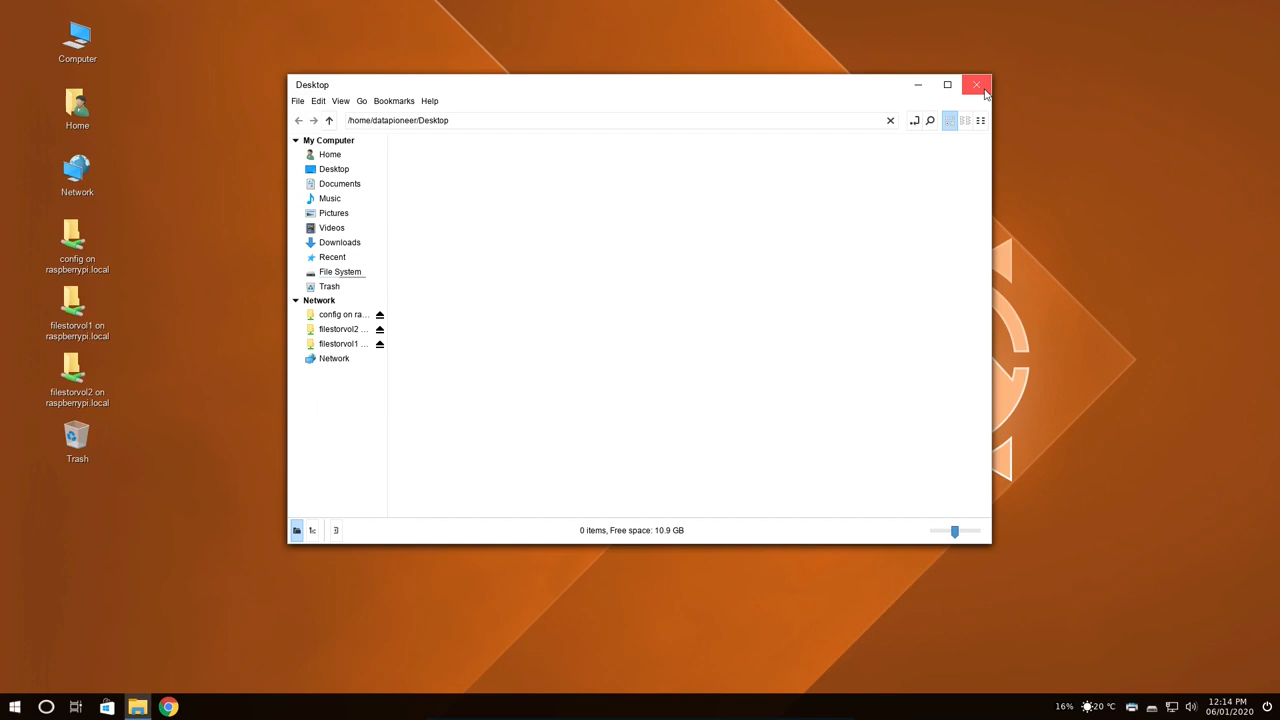 Computer
Home
Network
config on
raspberrypi.local
filestorvol1 on
raspberrypi.local
filestorvol2 on
raspberrypi.local
Trash
Desktop
File Edit View Go Bookmarks Help
/home/datapioneer/Desktop
My Computer
Home
Desktop
Documents
Music
Pictures
Videos
Downloads
Recent
File System
Trash
Network
config on ra...
filestorvol2 ...
filestorvol1 ...
Network
0 items, Free space: 10.9 GB
16% 20 °C
12:14 PM
06/01/2020